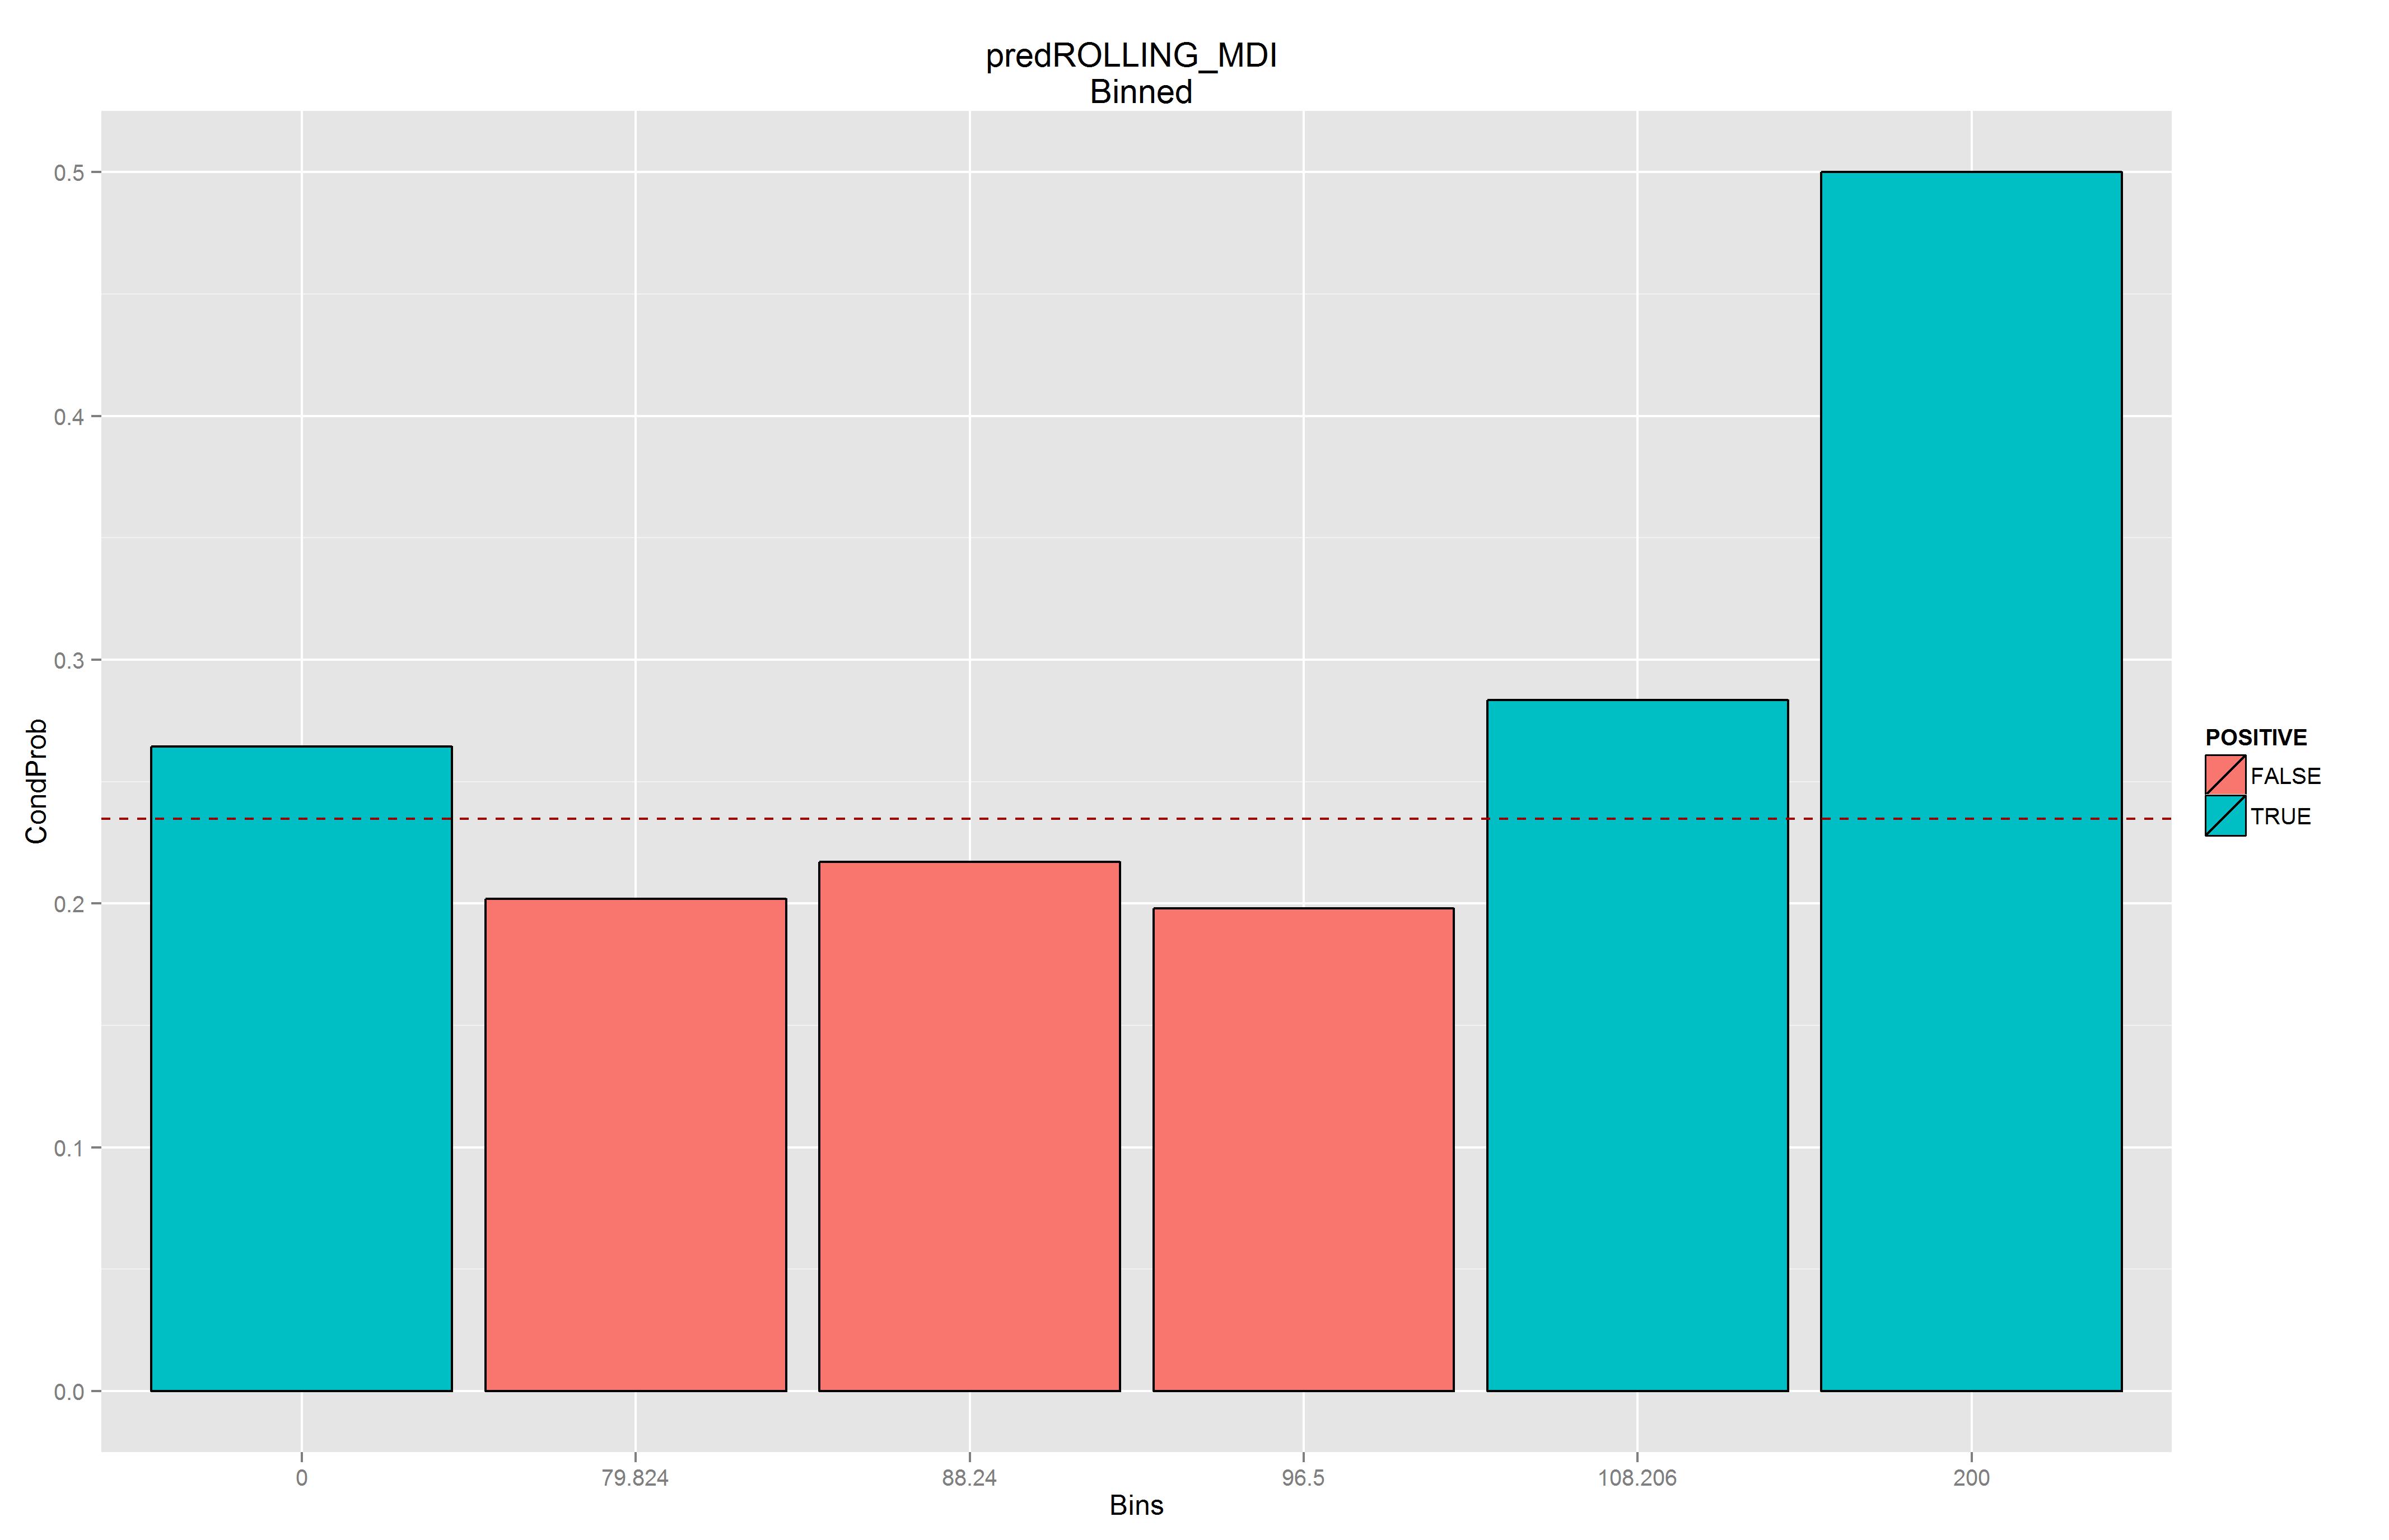 predROLLING_MDI
Binned
CondProb
0.5
0.4
0.3
0.2
0.1
0.0
0 79.824 88.24 96.5 108.206 200
Bins
POSITIVE
FALSE
TRUE